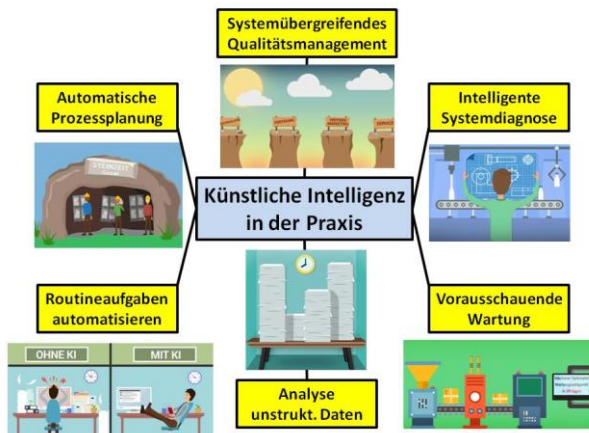 Systemübergreifendes
Qualitätsmanagement
Automatische
Prozessplanung
Intelligente
Systemdiagnose
STEINZEIT
Künstliche Intelligenz
in der Praxis
Routineaufgaben
automatisieren
Vorausschauende
Wartung
OHNE KI
MIT KI
Analyse
unstrukt. Daten